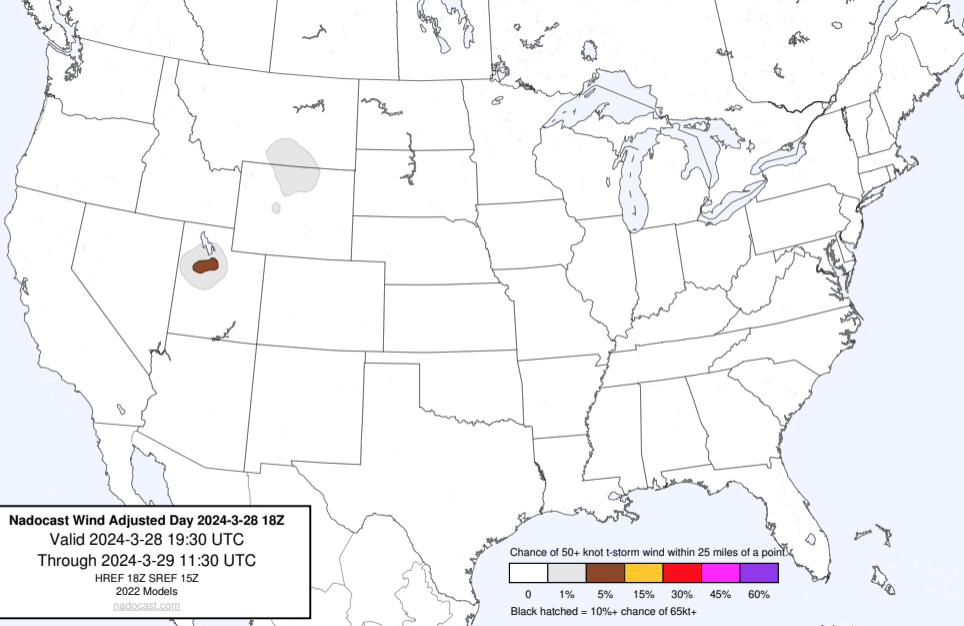 Nadocast Wind Adjusted Day 2024-3-28 18Z
Valid 2024-3-28 19:30 UTC
Through 2024-3-29 11:30 UTC
HREF 18Z SREF 15Z
2022 Models
nadocast.com
Chance of 50+ knot t-storm wind within 25 miles of a point.
0 1% 5% 15% 30% 45% 60%
Black hatched = 10%+ chance of 65kt+